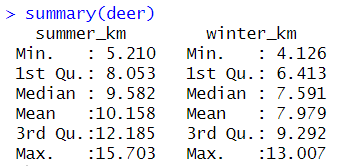 > summary(deer)
summer_km winter_km
Min. : 5.210 Min. : 4.126
1st Qu.: 8.053 1st Qu.: 6.413
Median : 9.582 Median : 7.591
Mean :10.158 Mean : 7.979
3rd Qu.:12.185 3rd Qu.: 9.292
Max. :15.703 Max. :13.007